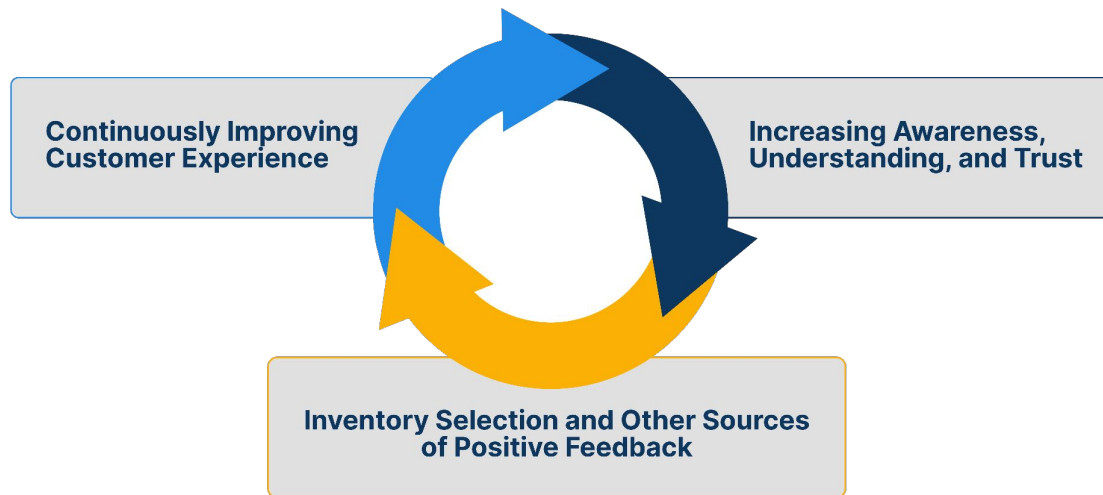 Continuously Improving
Customer Experience
Increasing Awareness,
Understanding, and Trust
Inventory Selection and Other Sources
of Positive Feedback